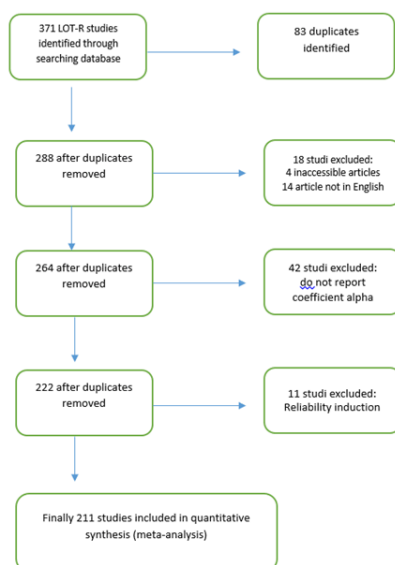 371 LOT-R studies
identified through
searching database
83 duplicates
identified
288 after duplicates
removed
18 studi excluded:
4 inaccessible articles
14 article not in English
264 after duplicates
removed
42 studi excluded:
do not report
coefficient alpha
222 after duplicates
removed
11 studi excluded:
Reliability induction
Finally 211 studies included in quantitative
synthesis (meta-analysis)